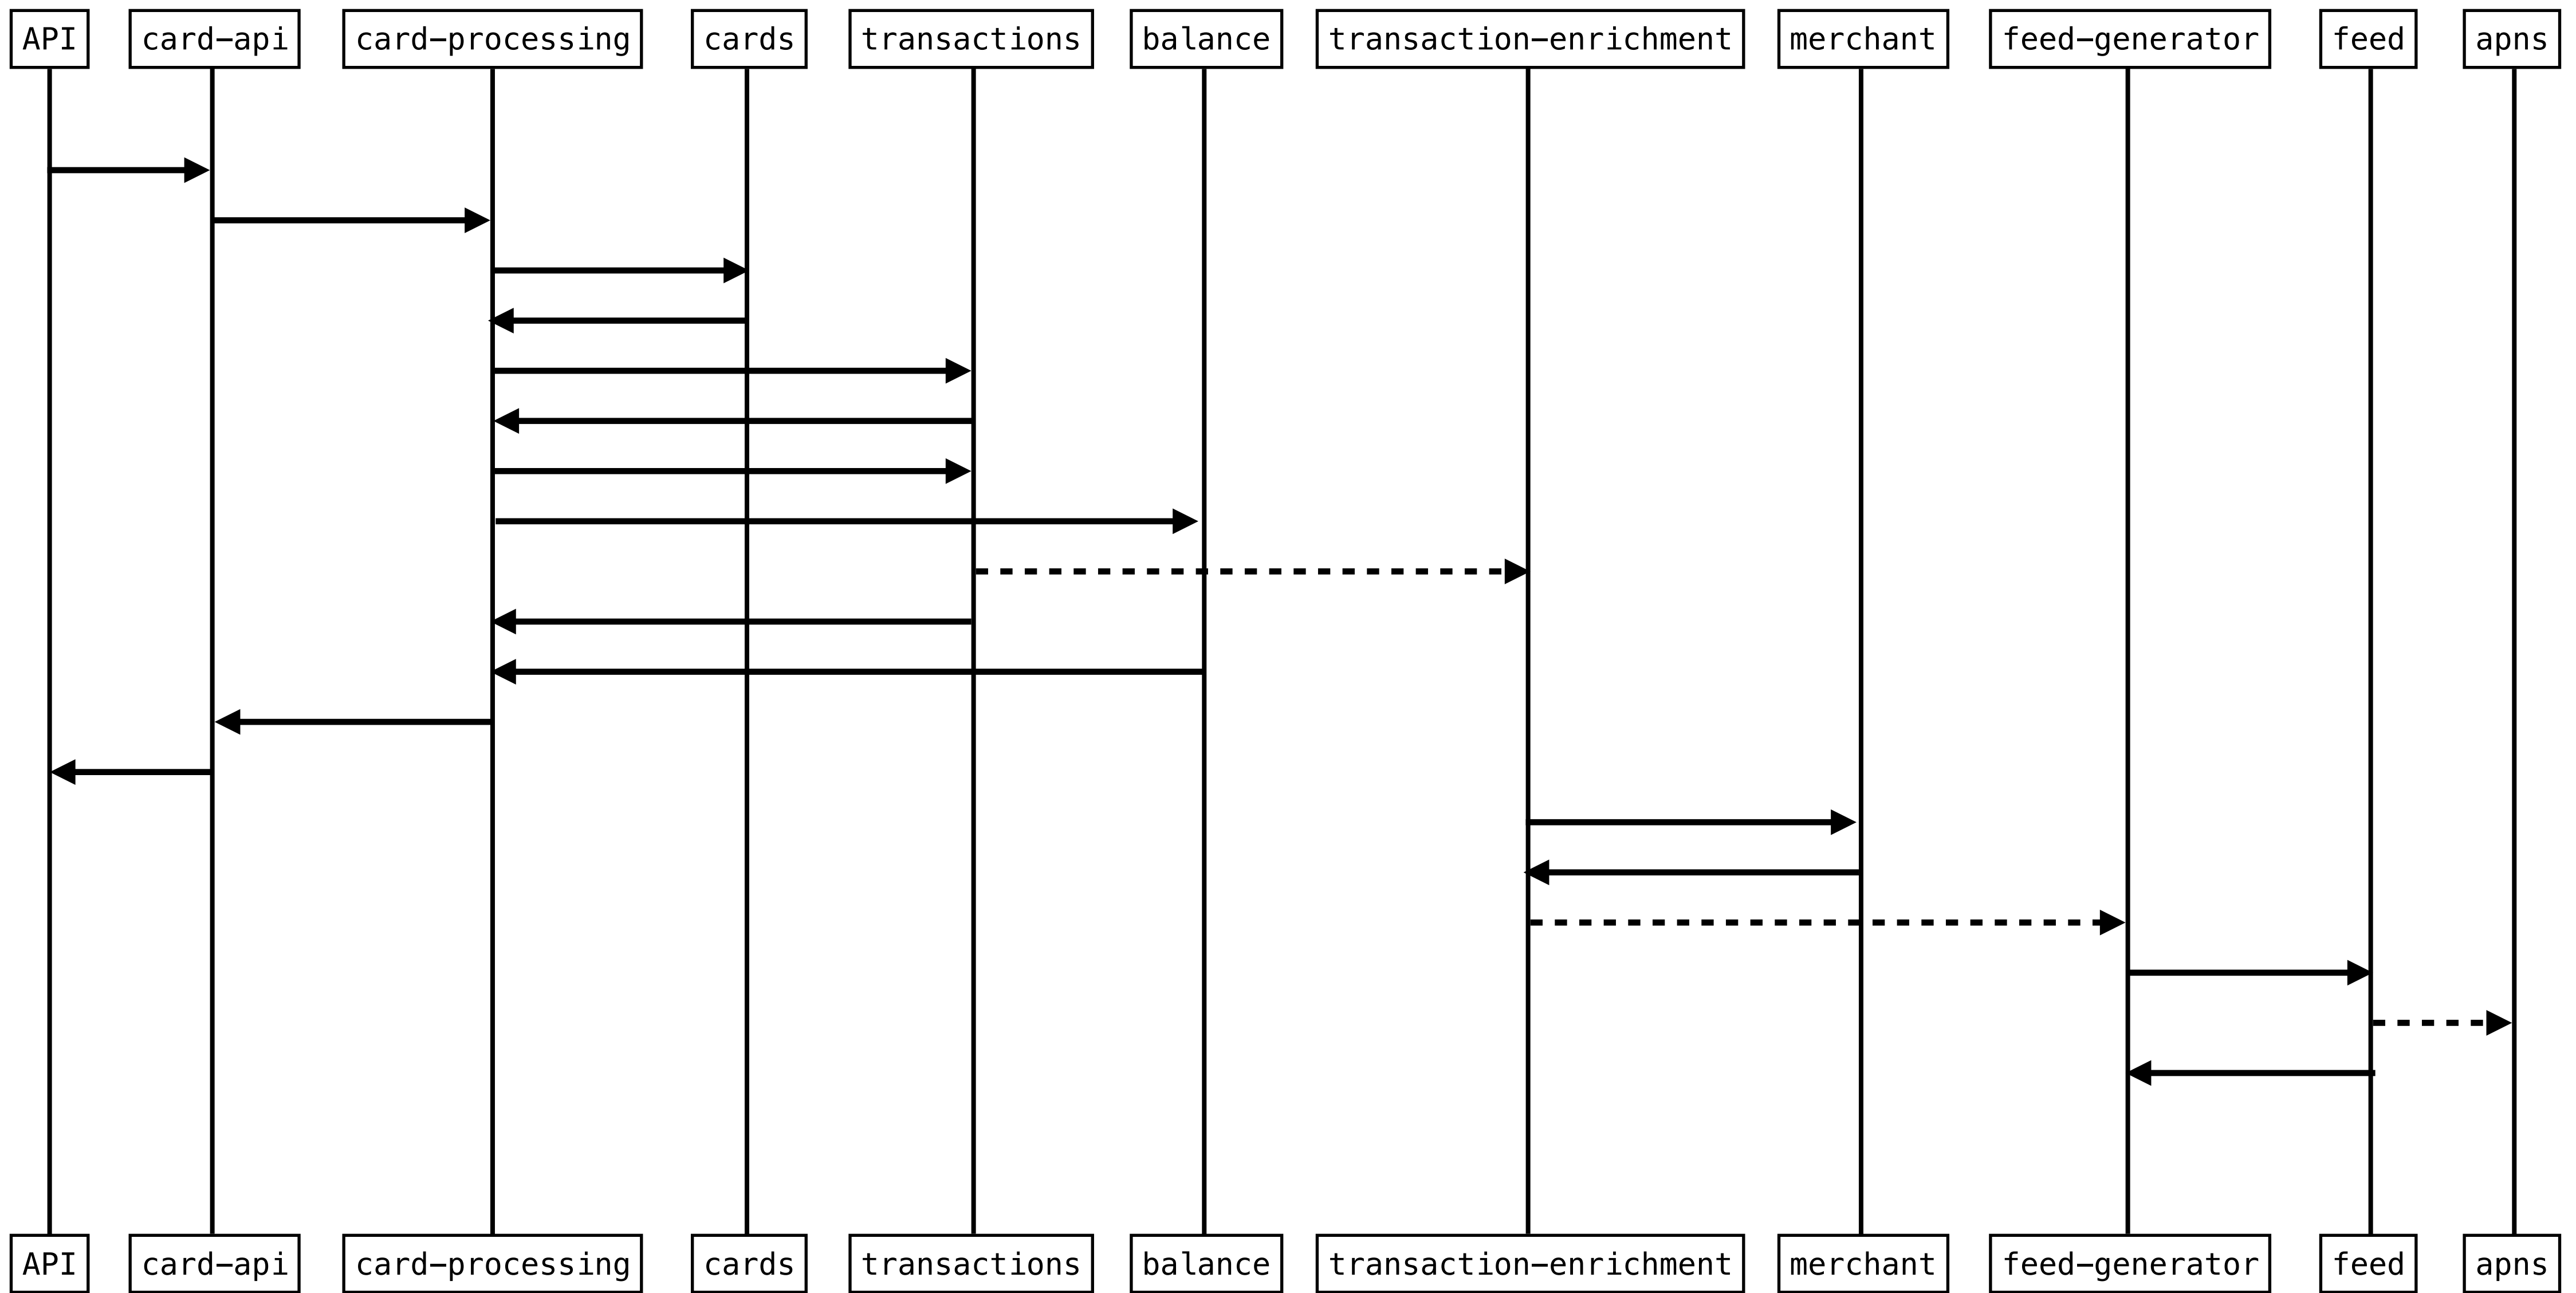 API card-api card-processing cards transactions balance transaction-enrichment merchant feed-generator feed apns
API card-api card-processing cards transactions balance transaction-enrichment merchant feed-generator feed apns